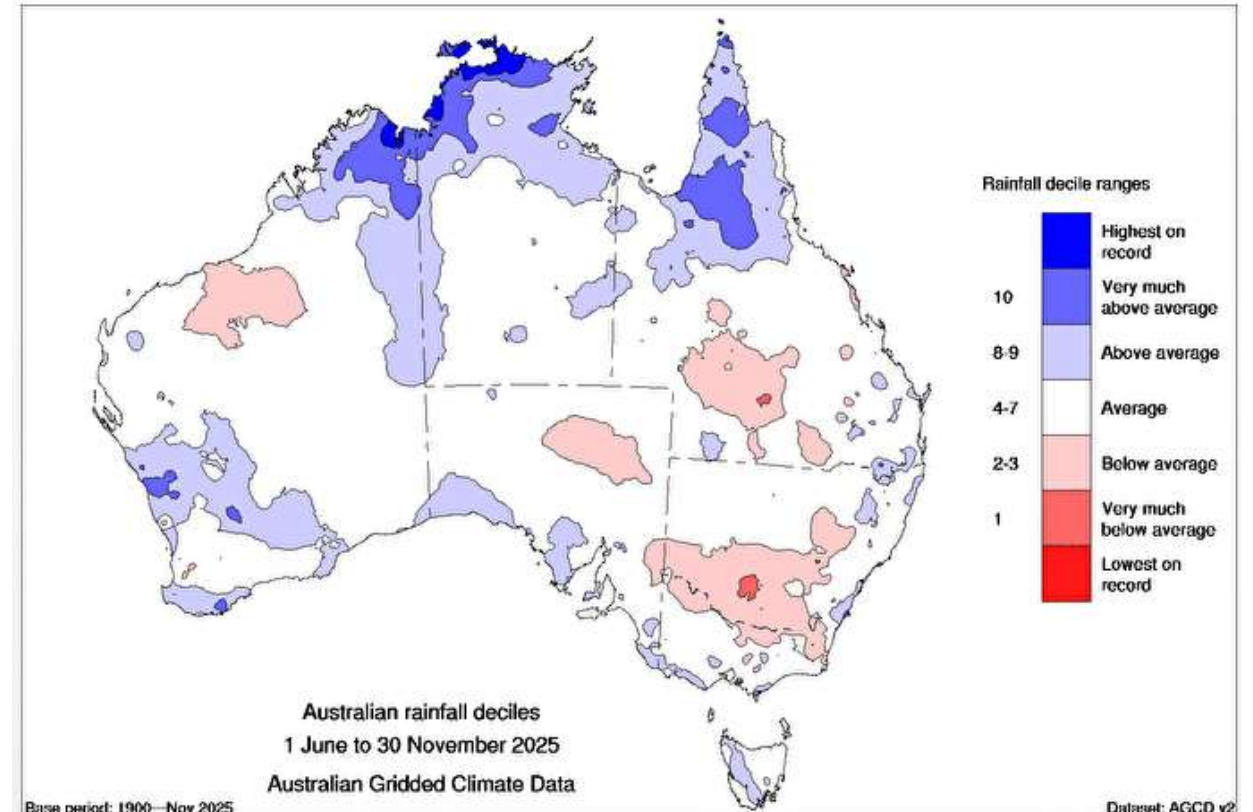 Rainfall decile ranges
Highest on
record
10 Very much
above average
8-9 Above average
4-7 Average
2-3 Below average
1 Very much
below average
Lowest on
record
Australian rainfall deciles
1 June to 30 November 2025
Australian Gridded Climate Data
Base period: 1900—Nov 2025
Dataset: AGCD v2